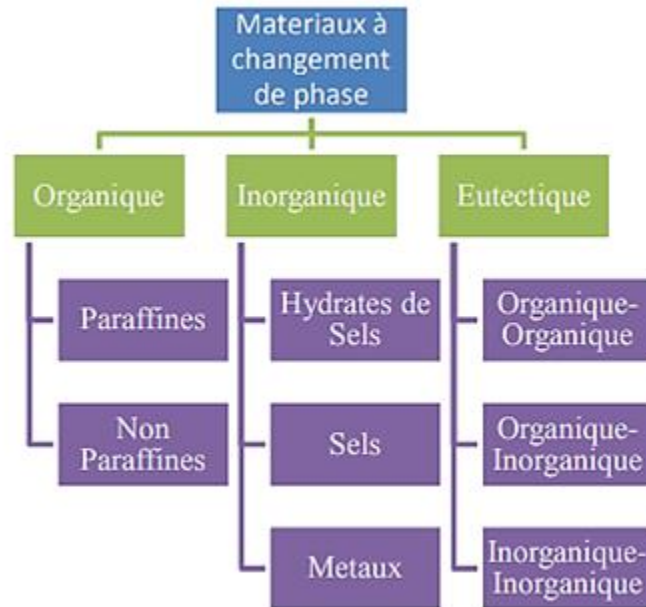 Materiaux à
changement
de phase
Organique
Inorganique
Eutectique
Paraffines
Non
Paraffines
Hydrates de
Sels
Sels
Metaux
Organique-
Organique
Organique-
Inorganique
Inorganique-
Inorganique